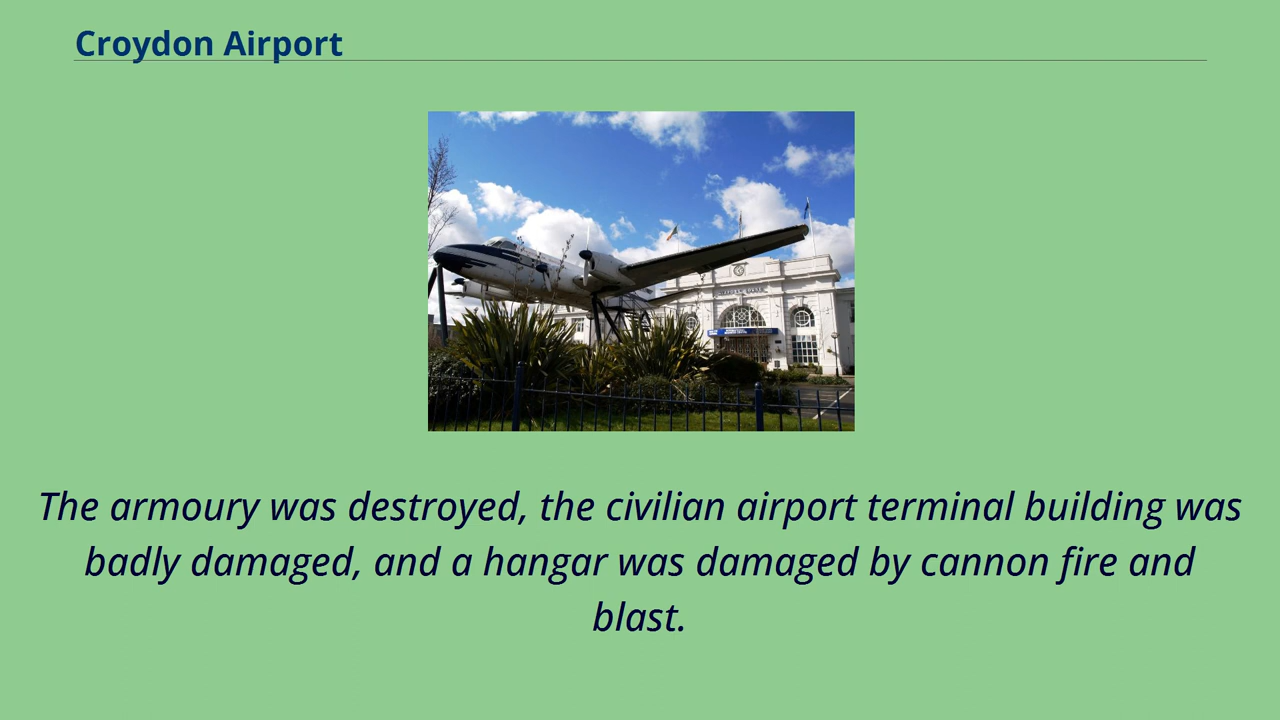 Croydon Airport
The armoury was destroyed, the civilian airport terminal building was
badly damaged, and a hangar was damaged by cannon fire and
blast.